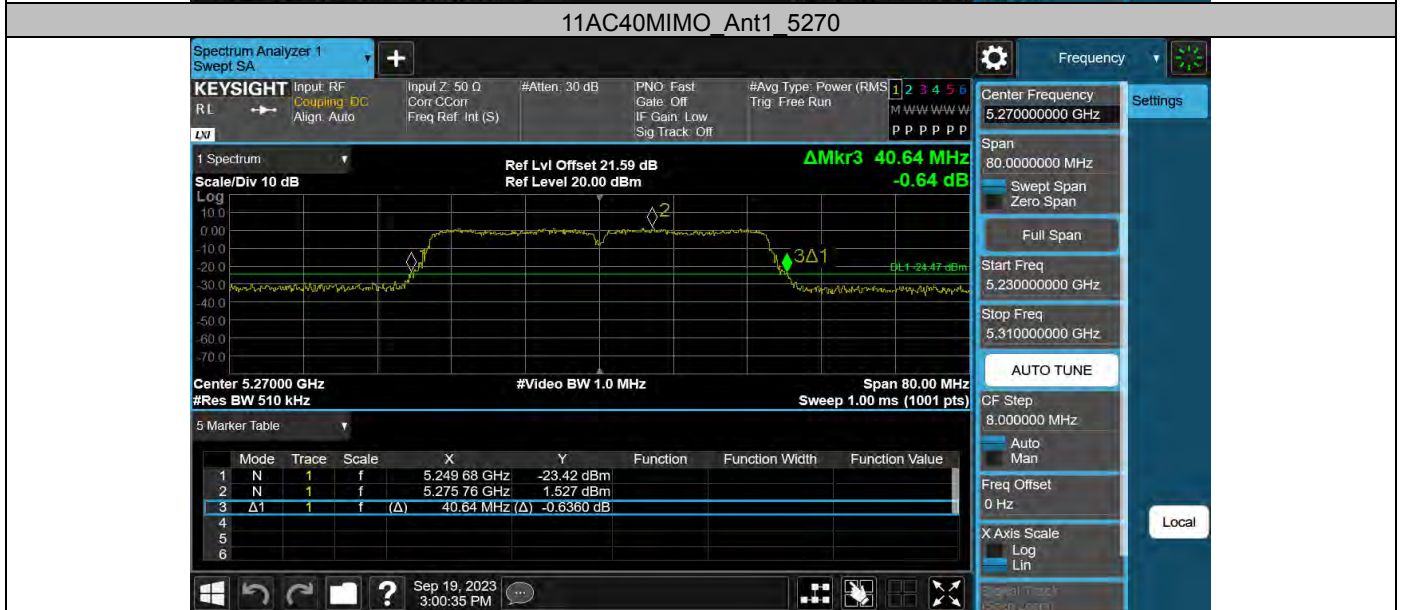 11AC40MIMO_Ant1_5270
Spectrum Analyzer 1
Swept SA
Frequency
KEYSIGHT Input: RF Input Z: 50 Ω #Atten: 30 dB PNO: Fast #Avg Type: Power (RMS 1 2 3 4 5 6
RL Coupling: DC Corr CCorr Gate: Off Trig: Free Run M W W W W W
Align: Auto Freq Ref: Int (S) IF Gain: Low
LXI Sig Track: Off P P P P P P
Center Frequency
5.270000000 GHz
Settings
1 Spectrum
Ref Lvl Offset 21.59 dB
ΔMkr3 40.64 MHz
Scale/Div 10 dB Ref Level 20.00 dBm -0.64 dB
Span
80.0000000 MHz
Swept Span
Zero Span
Full Span
Log
10.0
0.00
-10.0
-20.0
-30.0
-40.0
-50.0
-60.0
-70.0
2
3Δ1
DL1 -24.47 dBm
Start Freq
5.230000000 GHz
Stop Freq
5.310000000 GHz
AUTO TUNE
Center 5.27000 GHz #Video BW 1.0 MHz Span 80.00 MHz
#Res BW 510 kHz Sweep 1.00 ms (1001 pts)
CF Step
8.000000 MHz
Auto
Man
5 Marker Table
Mode Trace Scale X Y Function Function Width Function Value
1 N 1 f 5.249 68 GHz -23.42 dBm
2 N 1 f 5.275 76 GHz 1.527 dBm
3 Δ1 1 f (Δ) 40.64 MHz (Δ) -0.6360 dB
4
5
6
Freq Offset
0 Hz
X Axis Scale
Log
Lin
Local
Signal Track
? Sep 19, 2023
3:00:35 PM